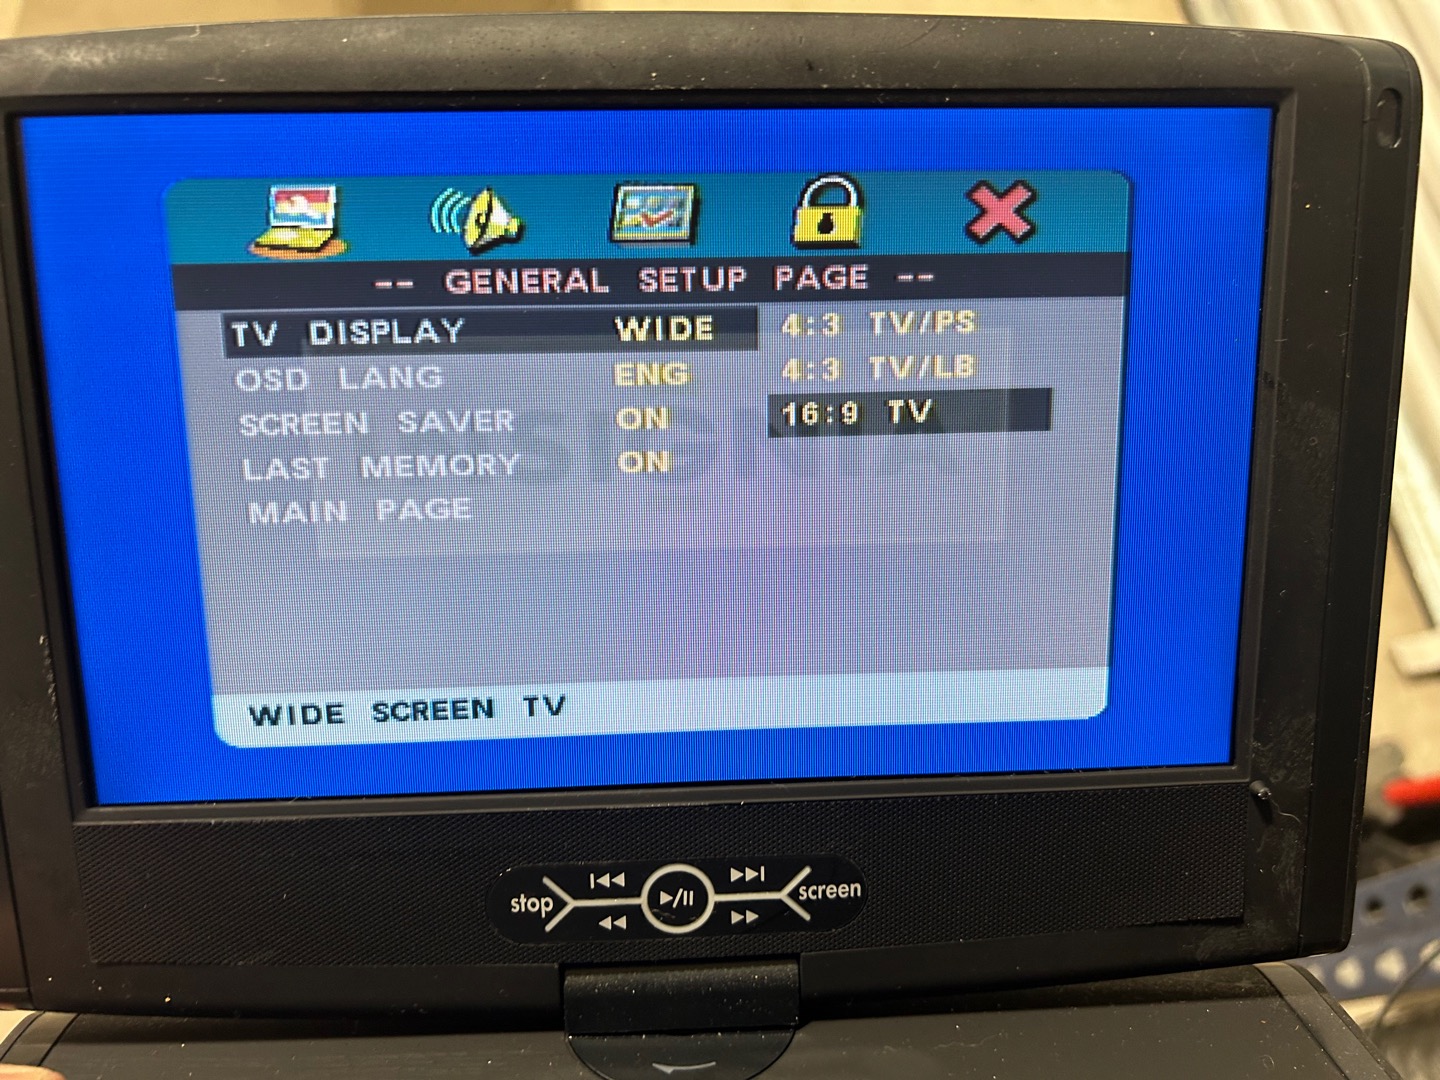 -- GENERAL SETUP PAGE --
TV DISPLAY WIDE 4:3 TV/PS
OSD LANG ENG 4:3 TV/LB
SCREEN SAVER ON 16:9 TV
LAST MEMORY ON
MAIN PAGE
WIDE SCREEN TV
stop
screen